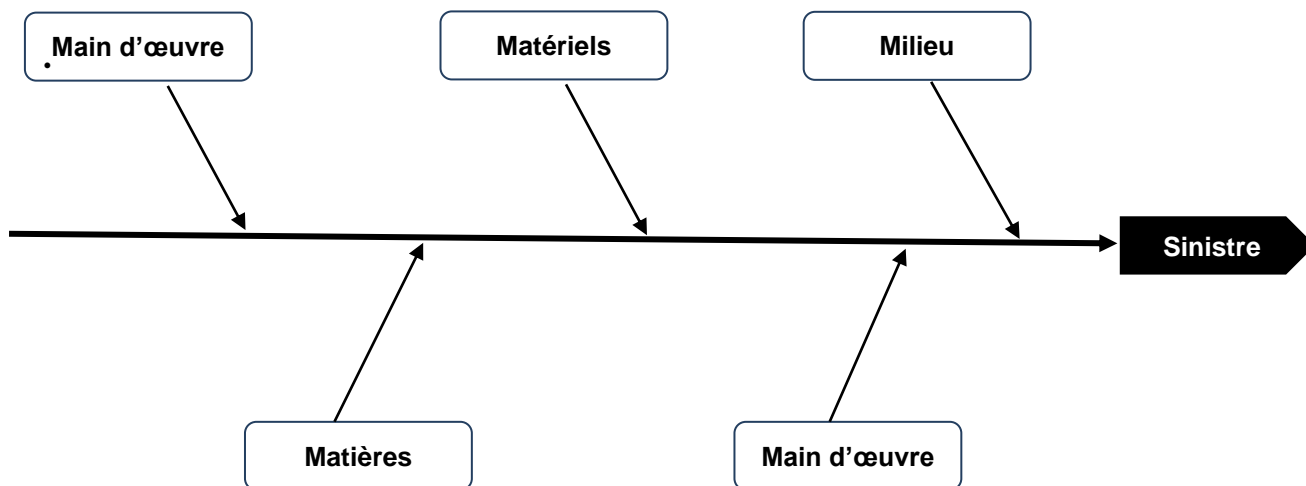 Main d'œuvre
Matériels
Milieu
Sinistre
Matières
Main d'œuvre